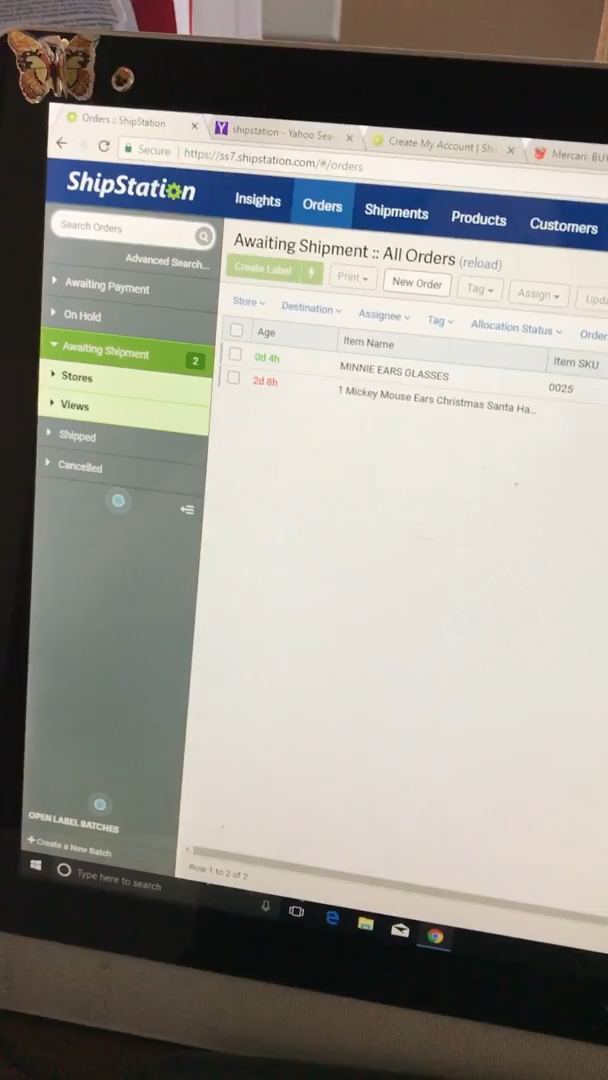 Orders :: ShipStation
shipstation - Yahoo Sea
Create My Account | Shi
Mercari: BU
Secure https://ss7.shipstation.com/#/orders
ShipStation
Insights
Orders
Shipments
Products
Customers
Search Orders
Advanced Search...
Awaiting Payment
On Hold
Awaiting Shipment 2
Stores
Views
Shipped
Cancelled
OPEN LABEL BATCHES
+ Create a New Batch
Awaiting Shipment :: All Orders (reload)
Create Label
Print
New Order
Tag
Assign
Upda
Store
Destination
Assignee
Tag
Allocation Status
Order
Age
Item Name
Item SKU
0d 4h
MINNIE EARS GLASSES
0025
2d 8h
1 Mickey Mouse Ears Christmas Santa Ha...
Row 1 to 2 of 2
Type here to search